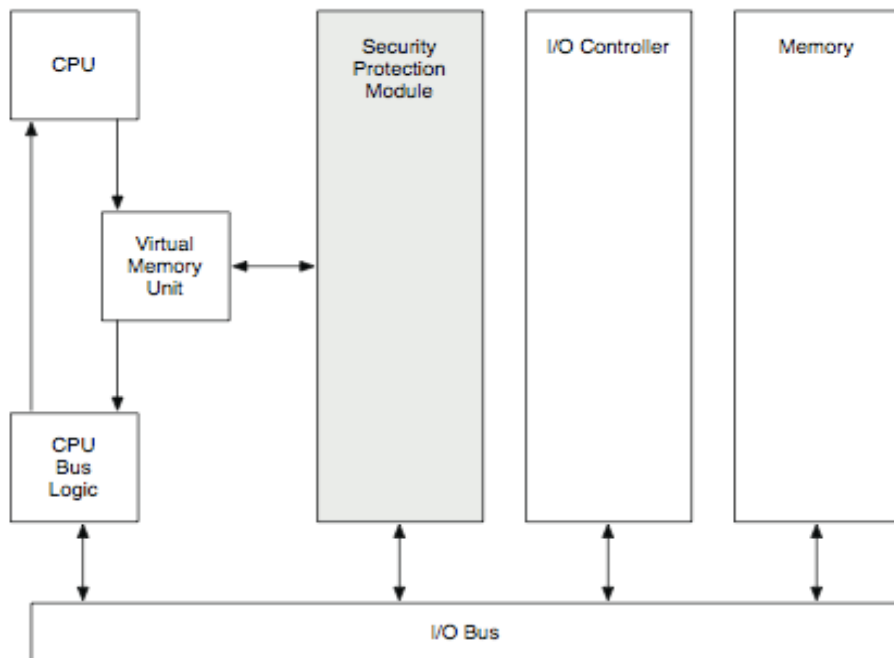 CPU
Security
Protection
Module
I/O Controller
Memory
Virtual
Memory
Unit
CPU
Bus
Logic
I/O Bus